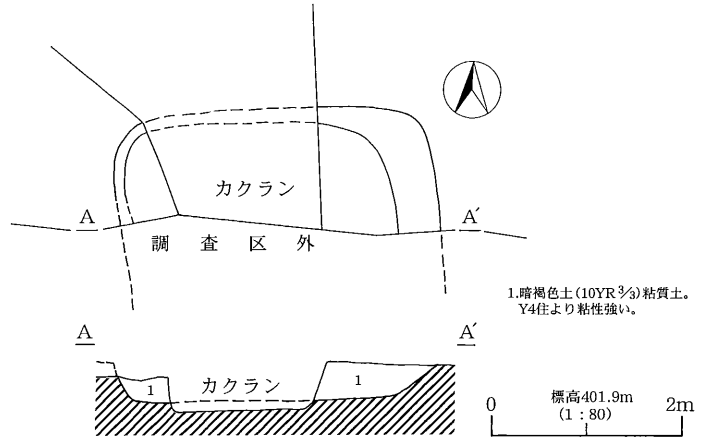 カクラン
A
A′
調査区外
1.暗褐色土(10YR 3/3)粘質土。
Y4住より粘性強い。
A
A′
1
カクラン
1
標高401.9m
(1:80)
0
2m